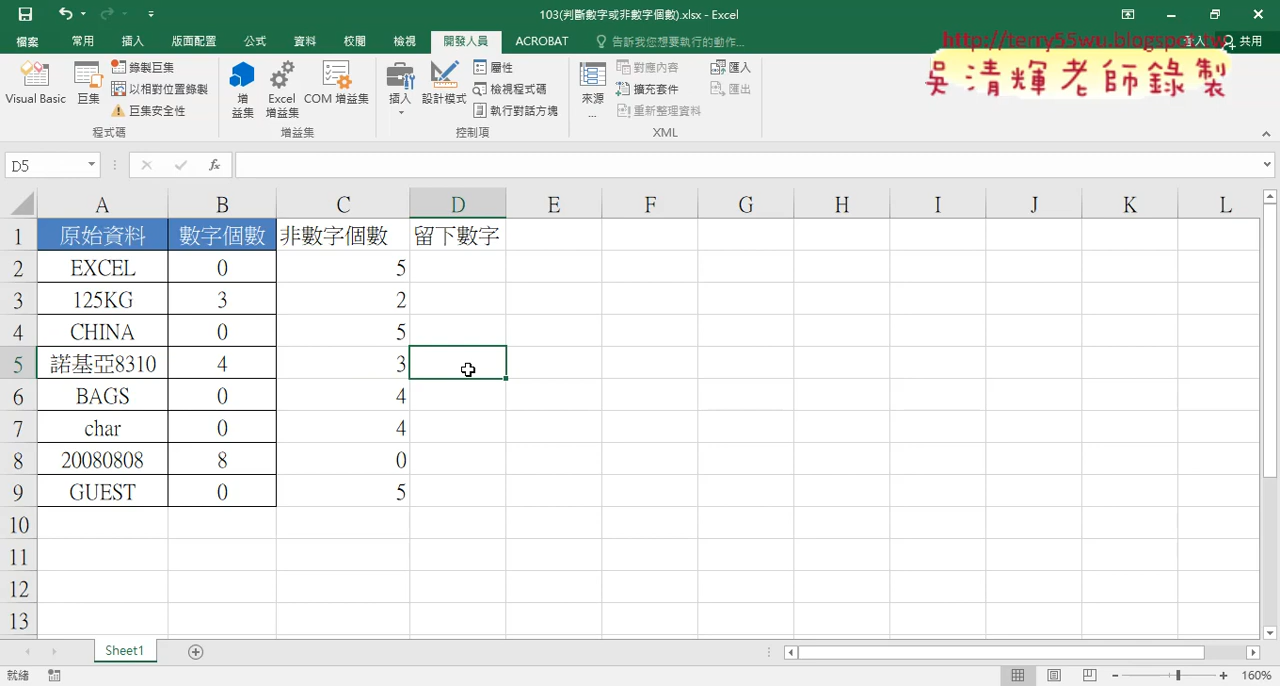 103(判斷數字或非數字個數).xlsx - Excel
檔案 常用 插入 版面配置 公式 資料 校閱 檢視 開發人員 ACROBAT 告訴我您想要執行的動作... 登入 共用
http://terry55wu.blogspot.tw
吳清輝老師錄製
Visual Basic 巨集 錄製巨集 以相對位置錄製 巨集安全性 程式碼
增益集 Excel 增益集 COM 增益集 增益集
插入 設計模式 屬性 檢視程式碼 執行對話方塊 控制項
來源... 對應內容 擴充套件 重新整理資料 匯入 匯出 XML
D5 fx
A B C D E F G H I J K L
1 原始資料 數字個數 非數字個數 留下數字
2 EXCEL 0 5
3 125KG 3 2
4 CHINA 0 5
5 諾基亞8310 4 3
6 BAGS 0 4
7 char 0 4
8 20080808 8 0
9 GUEST 0 5
10
11
12
13
Sheet1
就緒 160%